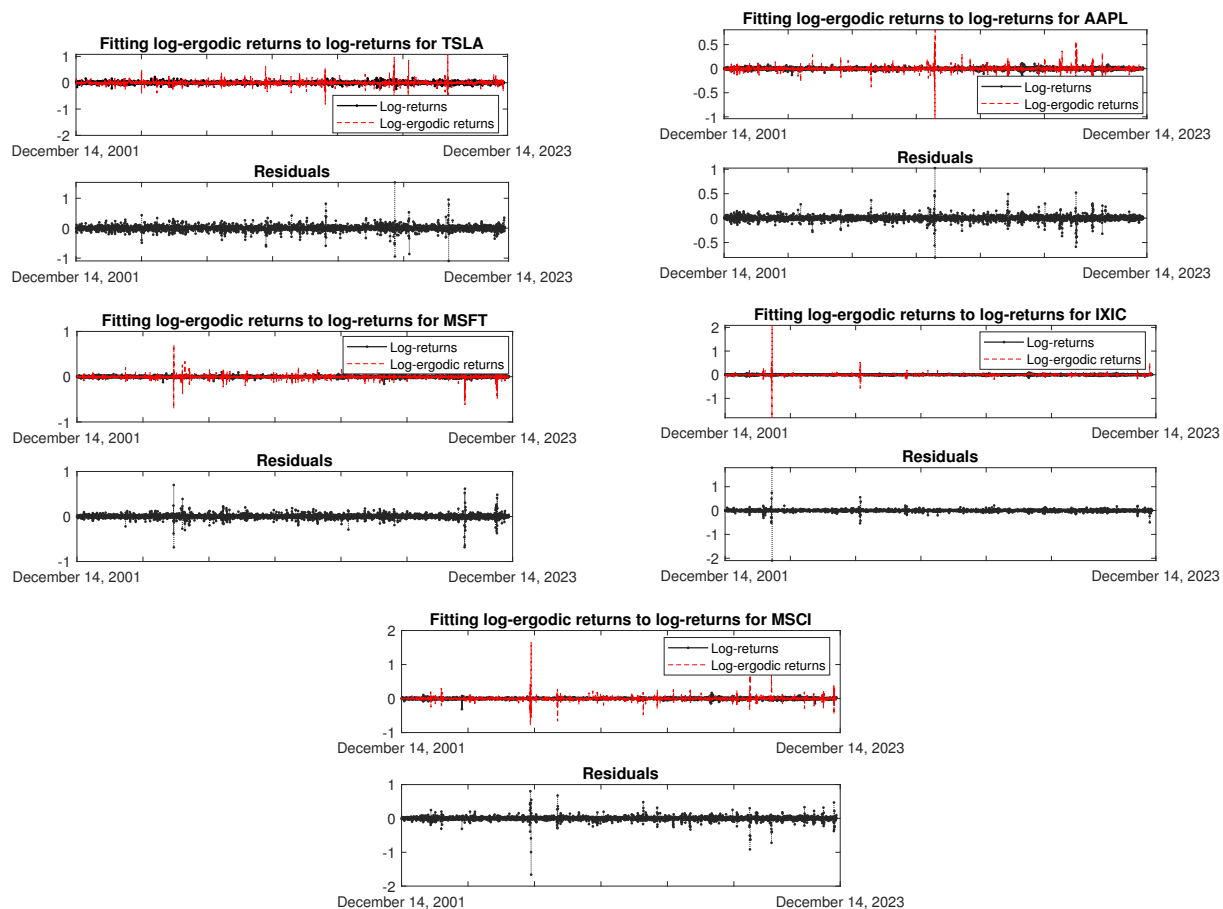 Fitting log-ergodic returns to log-returns for TSLA
1
0
-1
-2
Log-returns
Log-ergodic returns
December 14, 2001
December 14, 2023
Residuals
1
0
-1
December 14, 2001
December 14, 2023
Fitting log-ergodic returns to log-returns for AAPL
0.5
0
-0.5
-1
Log-returns
Log-ergodic returns
December 14, 2001
December 14, 2023
Residuals
1
0.5
0
-0.5
December 14, 2001
December 14, 2023
Fitting log-ergodic returns to log-returns for MSFT
1
0
-1
Log-returns
Log-ergodic returns
December 14, 2001
December 14, 2023
Residuals
1
0
-1
December 14, 2001
December 14, 2023
Fitting log-ergodic returns to log-returns for IXIC
2
1
0
-1
Log-returns
Log-ergodic returns
December 14, 2001
December 14, 2023
Residuals
1
0
-1
-2
December 14, 2001
December 14, 2023
Fitting log-ergodic returns to log-returns for MSCI
2
1
0
-1
Log-returns
Log-ergodic returns
December 14, 2001
December 14, 2023
Residuals
1
0
-1
-2
December 14, 2001
December 14, 2023